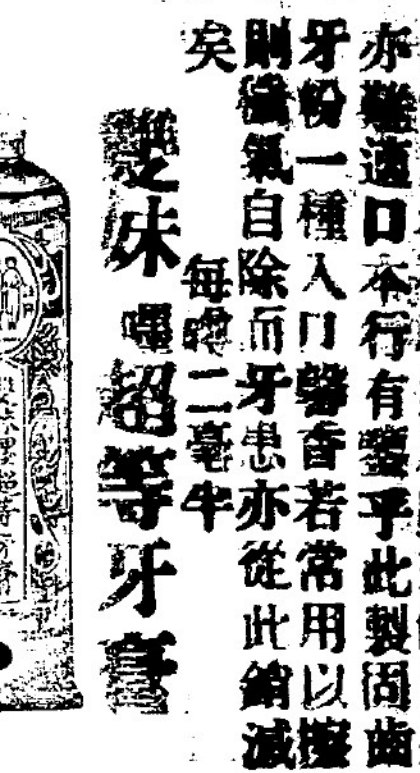 亦難適口本行有鑒乎此製固齒
牙粉一種入口馨香若常用以擦
則穢氣自除而牙患亦從此銷滅
矣
每樽二毫半
雙妹嚜超等牙膏